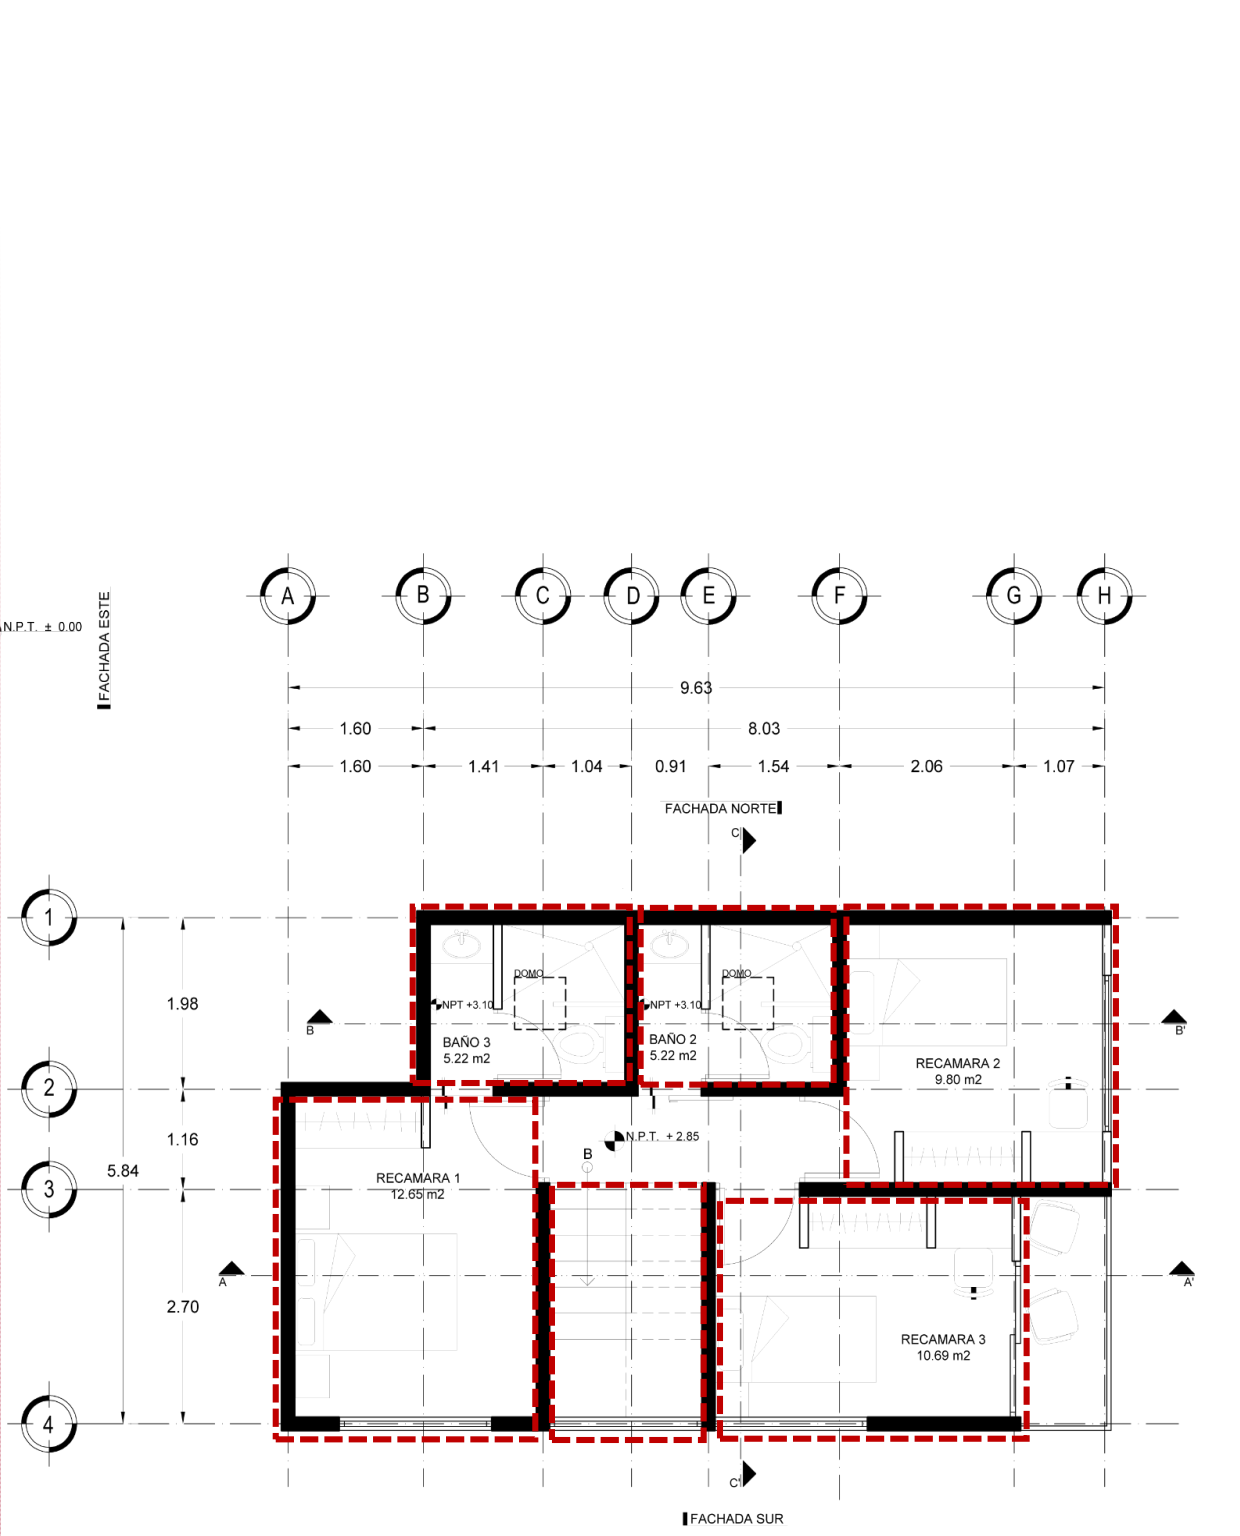 A B C D E F G H
N.P.T. ± 0.00
FACHADA ESTE
9.63
1.60 8.03
1.60 1.41 1.04 0.91 1.54 2.06 1.07
FACHADA NORTE
C
1
DOMO DOMO
1.98 NPT +3.10 NPT +3.10
B B'
BAÑO 3 BAÑO 2
5.22 m2 5.22 m2
RECAMARA 2
9.80 m2
2
1.16 N.P.T. + 2.85
B
5.84
RECAMARA 1
12.65 m2
3
A A'
2.70
RECAMARA 3
10.69 m2
4
C'
FACHADA SUR